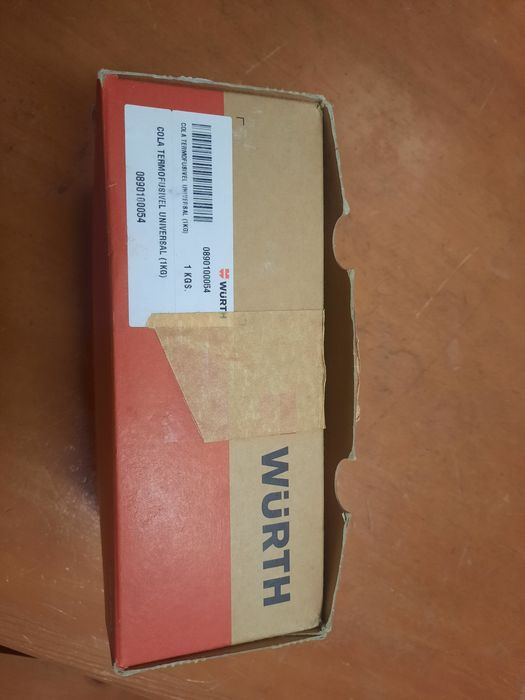 WÜRTH
0890100054
1 KGS.
COLA TERMOFUSIVEL UNIVERSAL (1KG)
COLA TERMOFUSIVEL UNIVERSAL (1KG)
0890100054
WÜRTH